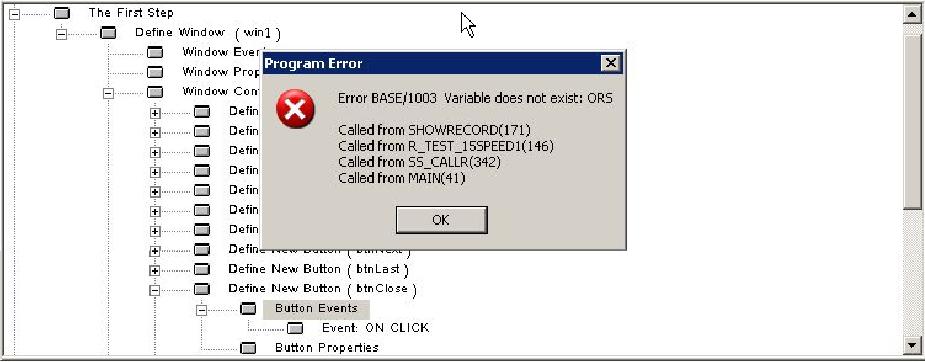 The First Step
Define Window ( win1 )
Window Even
Window Prop
Window Con
Defin
Defin
Defin
Defin
Defin
Defin
Defin
Define New Button ( btnNext )
Define New Button ( btnLast )
Define New Button ( btnClose )
Button Events
Event: ON CLICK
Button Properties
Program Error
Error BASE/1003 Variable does not exist: ORS
Called from SHOWRECORD(171)
Called from R_TEST_15SPEED1(146)
Called from SS_CALLR(342)
Called from MAIN(41)
OK